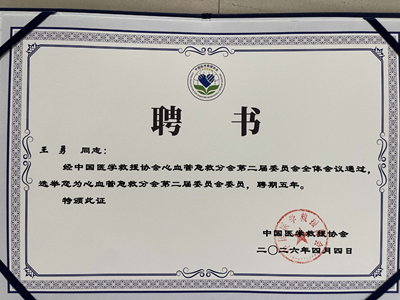 聘书
王勇 同志：
经中国医学救援协会心血管急救分会第二届委员会全体会议通过，
选举您为心血管急救分会第二届委员会委员，聘期五年。
特颁此证
中国医学救援协会
二〇二六年四月四日